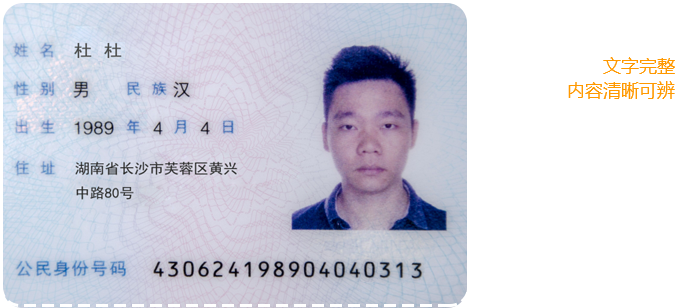 姓名 杜杜
性别 男 民族 汉
出生 1989 年 4 月 4 日
住址 湖南省长沙市芙蓉区黄兴
中路80号
公民身份号码 430624198904040313
文字完整
内容清晰可辨